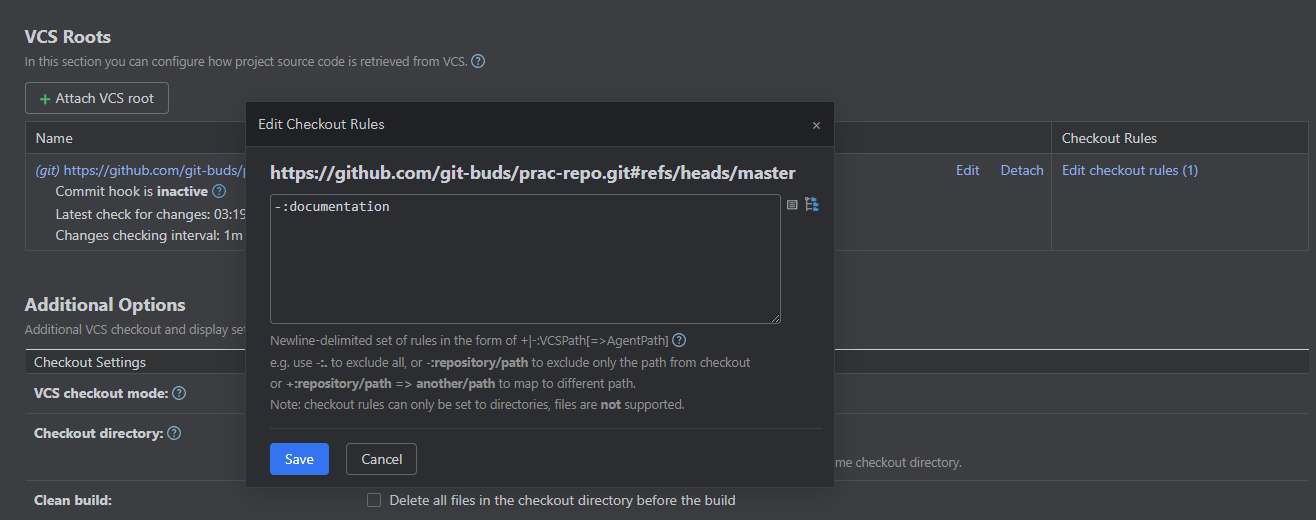 VCS Roots
In this section you can configure how project source code is retrieved from VCS. ?
+ Attach VCS root
Name
Checkout Rules
(git) https://github.com/git-buds/
Edit Detach Edit checkout rules (1)
Commit hook is inactive ?
Latest check for changes: 03:19
Changes checking interval: 1m
Edit Checkout Rules ×
https://github.com/git-buds/prac-repo.git#refs/heads/master
-:documentation
Newline-delimited set of rules in the form of +|-:VCSPath[=>AgentPath] ?
e.g. use -:. to exclude all, or -:repository/path to exclude only the path from checkout
or +:repository/path => another/path to map to different path.
Note: checkout rules can only be set to directories, files are not supported.
Save Cancel
Additional Options
Additional VCS checkout and display
Checkout Settings
VCS checkout mode: ?
Checkout directory: ?
checkout directory.
Clean build:
Delete all files in the checkout directory before the build